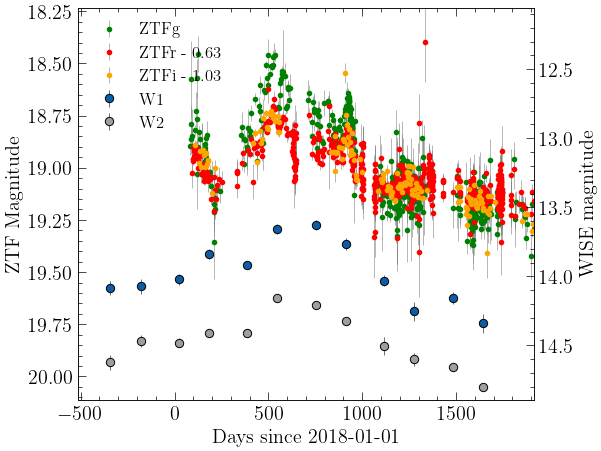 ZTFg
ZTFr - 0.63
ZTFi - 1.03
W1
W2
18.25
18.50
18.75
19.00
19.25
19.50
19.75
20.00
ZTF Magnitude
12.5
13.0
13.5
14.0
14.5
WISE magnitude
−500
0
500
1000
1500
Days since 2018-01-01